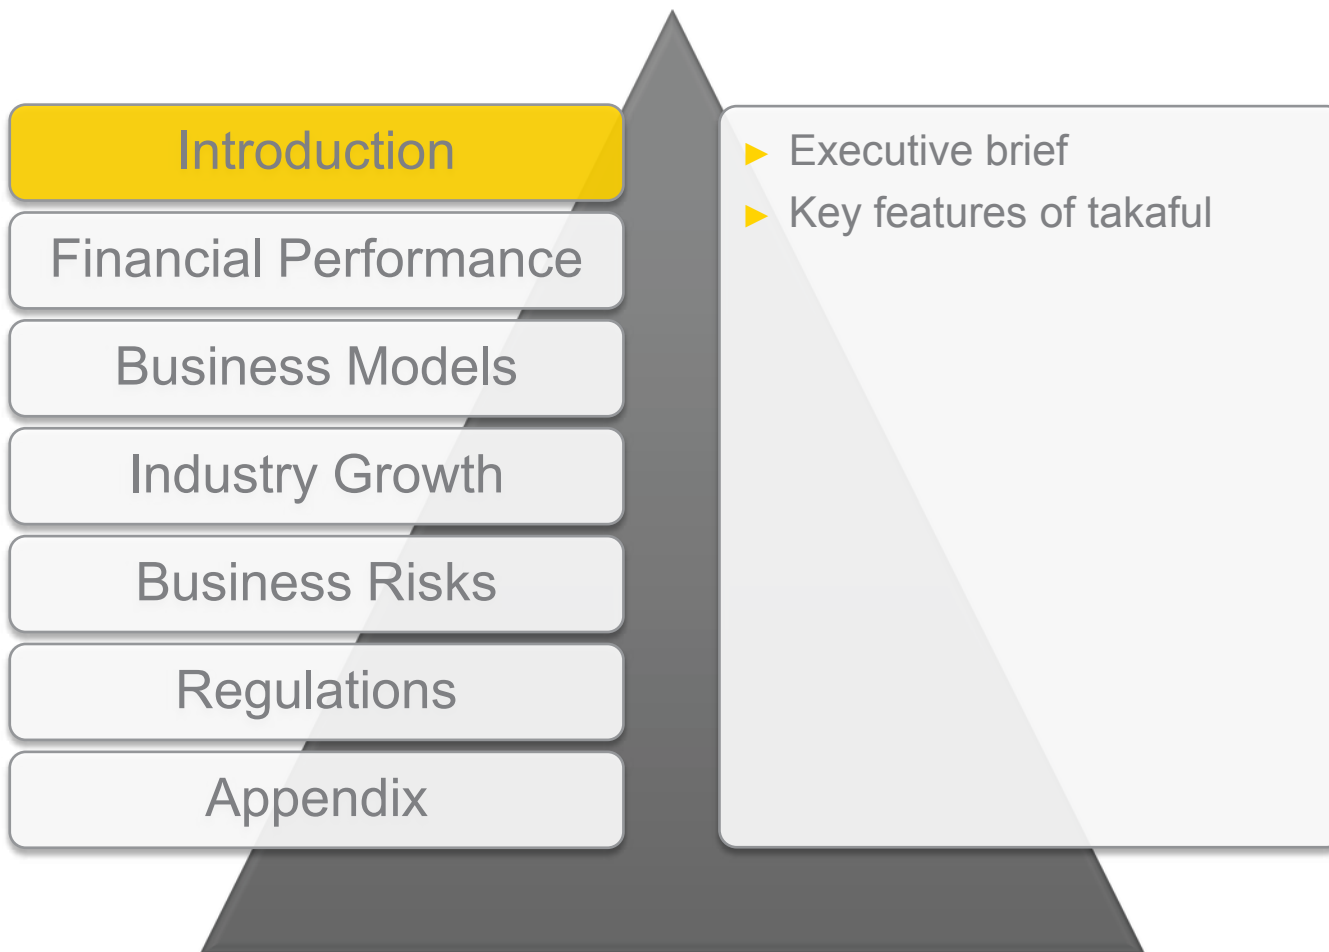 Introduction
Financial Performance
Business Models
Industry Growth
Business Risks
Regulations
Appendix
► Executive brief
► Key features of takaful